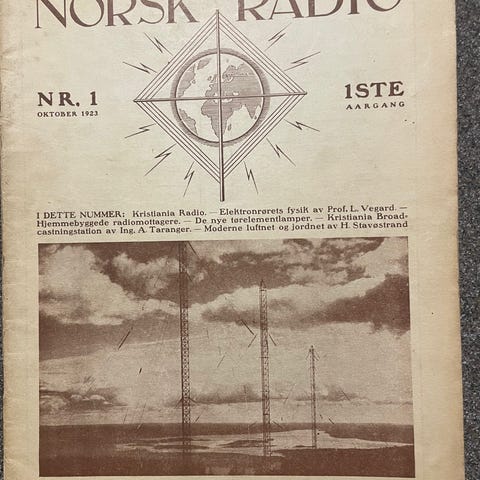 NORSK RADIO
NR. 1
OKTOBER 1923
1STE
AARGANG
I DETTE NUMMER: Kristiania Radio. — Elektronrørets fysik av Prof. L. Vegard. —
Hjemmebyggede radiomottagere. — De nye tørelementlamper. — Kristiania Broad-
castningstation av Ing. A. Taranger. — Moderne luftnet og jordnet av H. Stavøstrand